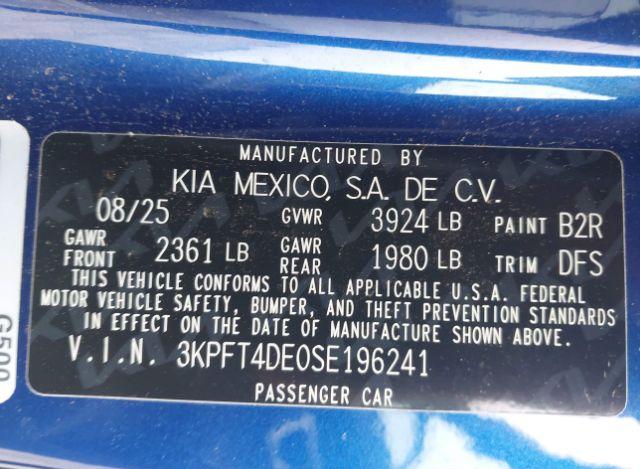 MANUFACTURED BY
KIA MEXICO, S.A. DE C.V.
08/25 GVWR 3924 LB PAINT B2R
GAWR FRONT 2361 LB GAWR REAR 1980 LB TRIM DFS
THIS VEHICLE CONFORMS TO ALL APPLICABLE U.S.A. FEDERAL
MOTOR VEHICLE SAFETY, BUMPER, AND THEFT PREVENTION STANDARDS
IN EFFECT ON THE DATE OF MANUFACTURE SHOWN ABOVE.
V.I.N. 3KPFT4DE0SE196241
PASSENGER CAR
G500